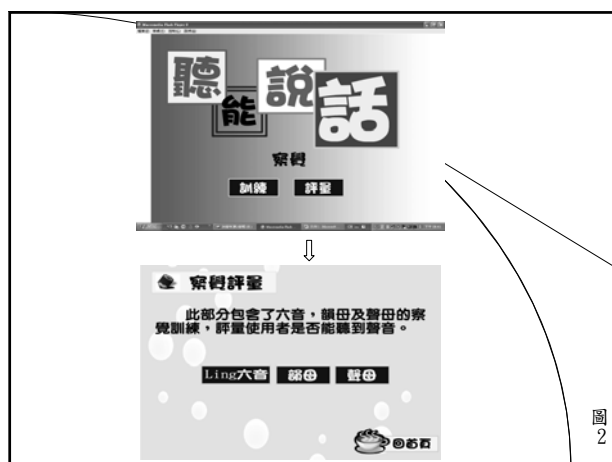 聽
能
說
話
察覺
訓練 評量
⇩
察覺評量
此部分包含了六音，韻母及聲母的察
覺訓練，評量使用者是否能聽到聲音。
Ling六音 韻母 聲母
回首頁
圖2